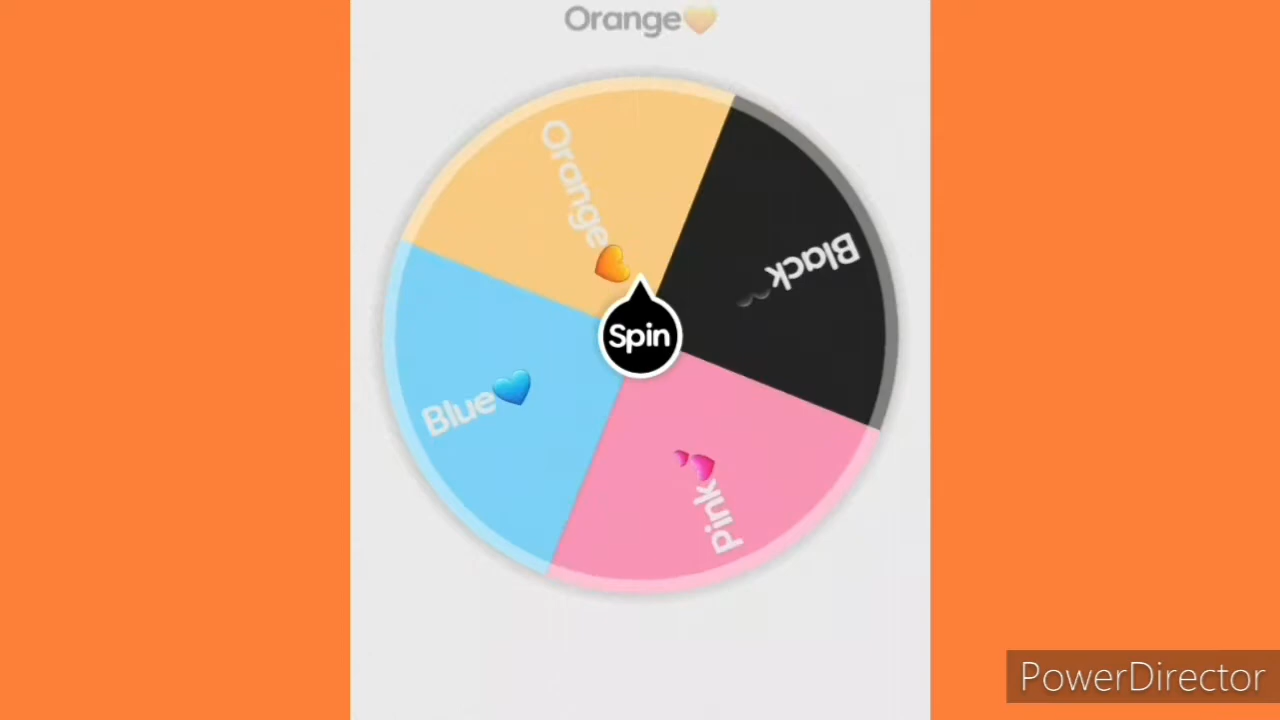 Orange🧡
Orange🧡
Black
Spin
Blue💙
Pink💕
PowerDirector